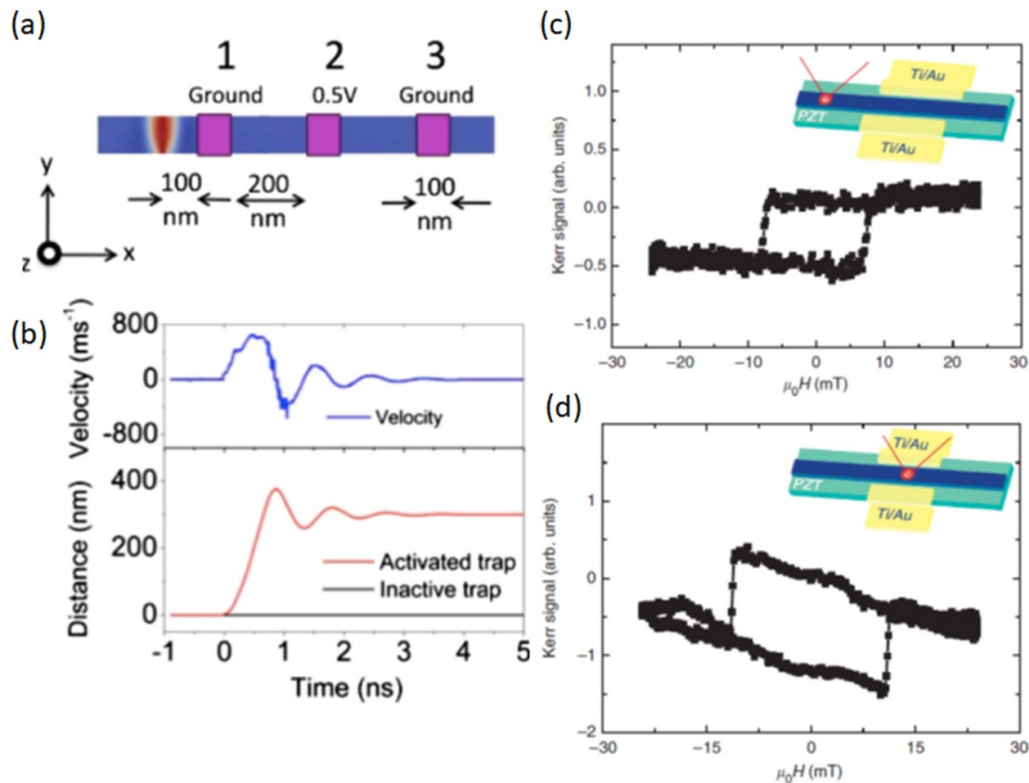 (a)
1 2 3
Ground 0.5V Ground
100 nm
200 nm
100 nm
y
z
x
(b)
Velocity (ms⁻¹)
800
0
-800
Velocity
Distance (nm)
400
200
0
Activated trap
Inactive trap
-1 0 1 2 3 4 5
Time (ns)
(c)
Kerr signal (arb. units)
1.0
0.5
0.0
−0.5
−1.0
Ti/Au
PZT
Ti/Au
−30 −20 −10 0 10 20 30
μ₀H (mT)
(d)
Kerr signal (arb. units)
1
0
−1
−2
Ti/Au
PZT
Ti/Au
−30 −15 0 15 30
μ₀H (mT)